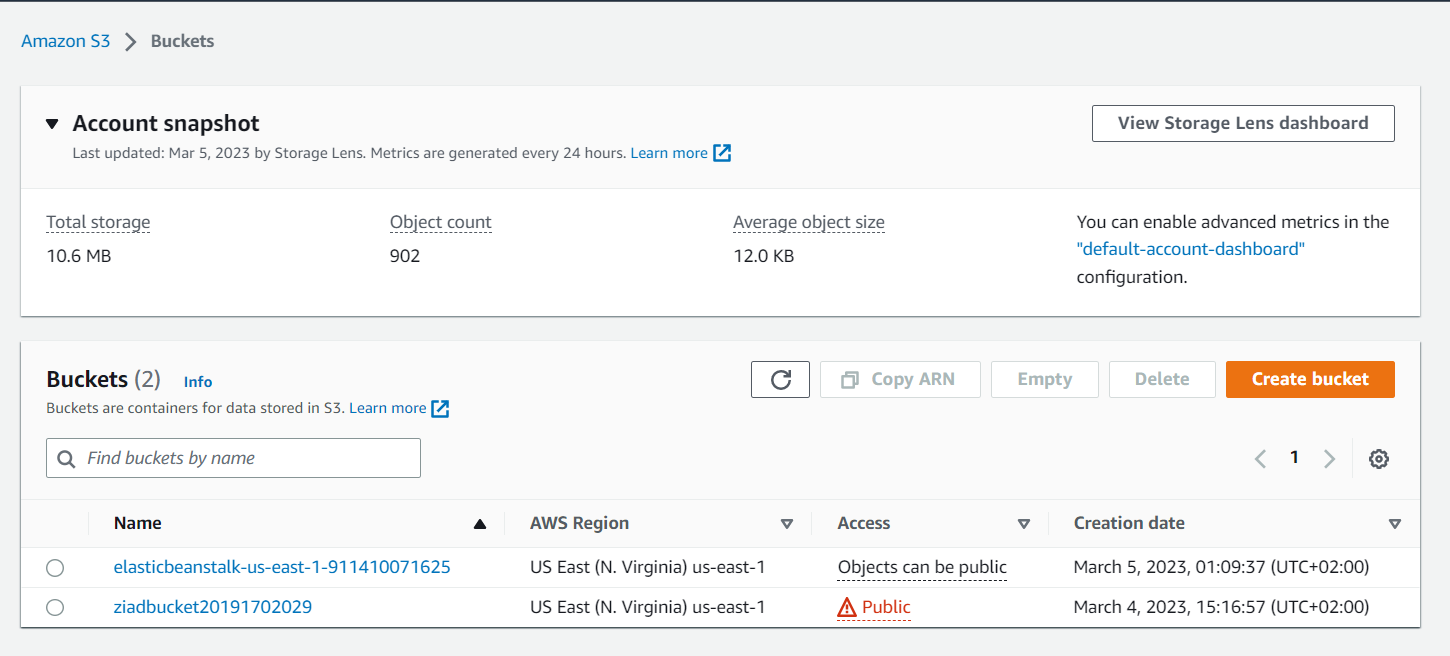 Amazon S3 > Buckets
Account snapshot
View Storage Lens dashboard
Last updated: Mar 5, 2023 by Storage Lens. Metrics are generated every 24 hours. Learn more
Total storage Object count Average object size You can enable advanced metrics in the
10.6 MB 902 12.0 KB "default-account-dashboard"
configuration.
Buckets (2) Info
Copy ARN Empty Delete Create bucket
Buckets are containers for data stored in S3. Learn more
Find buckets by name
1
Name AWS Region Access Creation date
elasticbeanstalk-us-east-1-911410071625 US East (N. Virginia) us-east-1 Objects can be public March 5, 2023, 01:09:37 (UTC+02:00)
ziadbucket20191702029 US East (N. Virginia) us-east-1 Public March 4, 2023, 15:16:57 (UTC+02:00)